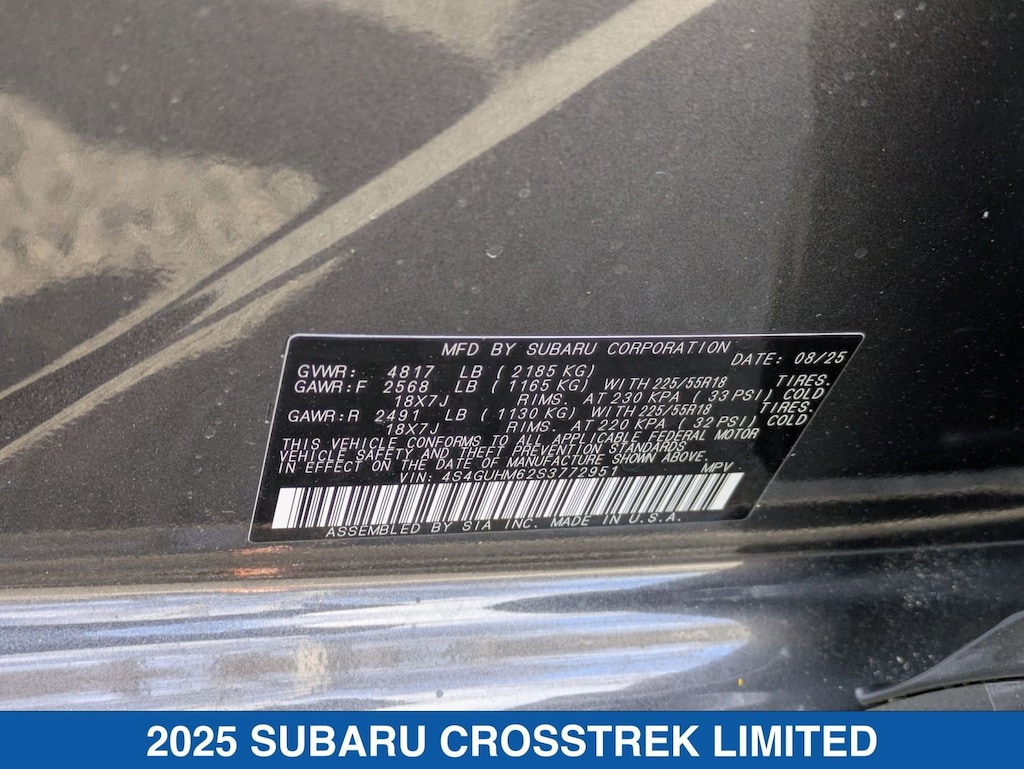 MFD BY SUBARU CORPORATION
DATE: 08/25
GVWR: 4817 LB (2185 KG)
GAWR:F 2568 LB (1165 KG) WITH 225/55R18 TIRES.
18X7J RIMS. AT 230 KPA (33 PSI) COLD
GAWR:R 2491 LB (1130 KG) WITH 225/55R18 TIRES.
18X7J RIMS. AT 220 KPA (32 PSI) COLD
THIS VEHICLE CONFORMS TO ALL APPLICABLE FEDERAL MOTOR
VEHICLE SAFETY AND THEFT PREVENTION STANDARDS
IN EFFECT ON THE DATE OF MANUFACTURE SHOWN ABOVE.
VIN: 4S4GUHM62S3772951 MPV
ASSEMBLED BY SIA INC. MADE IN U.S.A.
2025 SUBARU CROSSTREK LIMITED